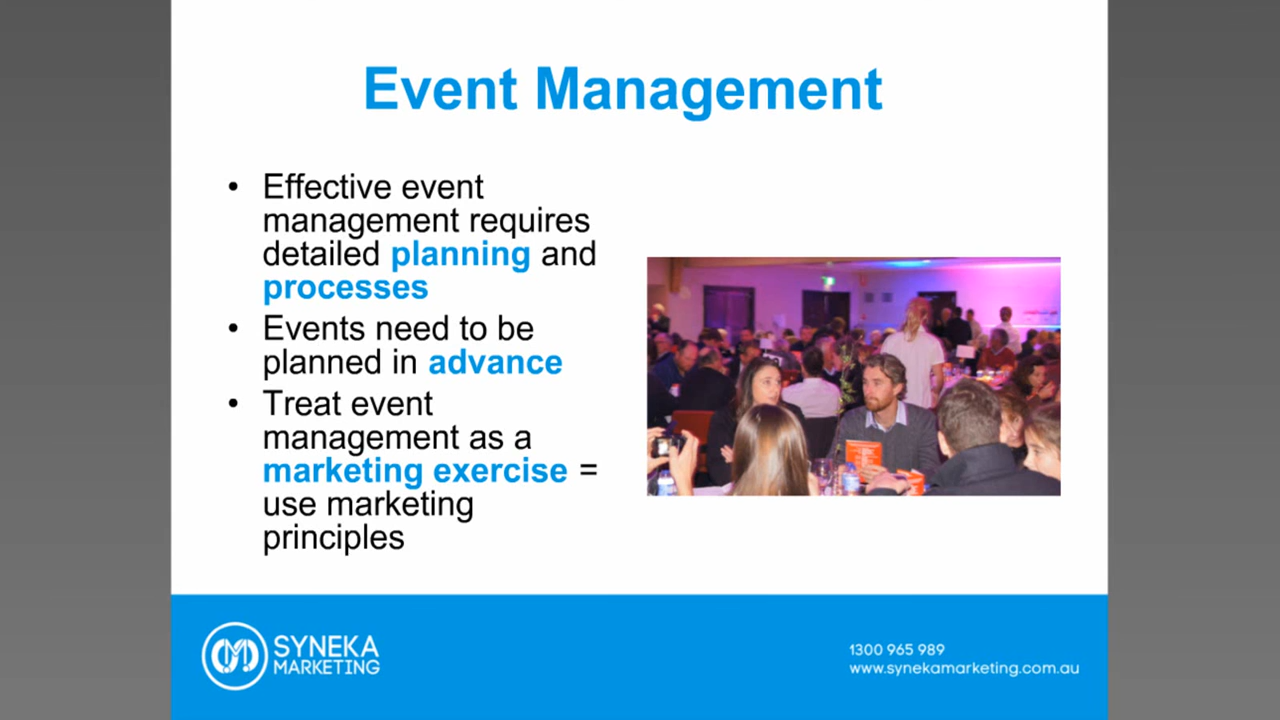 Event Management
• Effective event
management requires
detailed planning and
processes
• Events need to be
planned in advance
• Treat event
management as a
marketing exercise =
use marketing
principles
SYNEKA
MARKETING
1300 965 989
www.synekamarketing.com.au